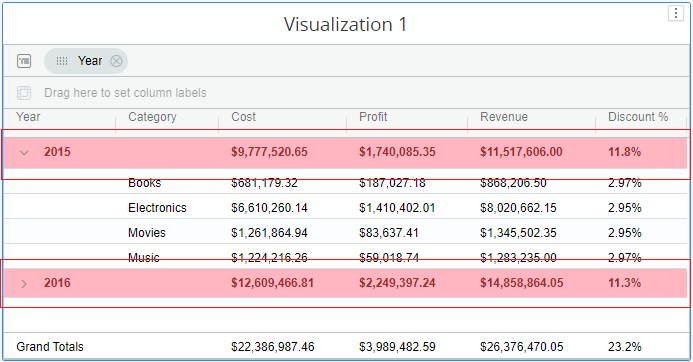 Visualization 1
Year
Drag here to set column labels
Year Category Cost Profit Revenue Discount %
2015 $9,777,520.65 $1,740,085.35 $11,517,606.00 11.8%
Books $681,179.32 $187,027.18 $868,206.50 2.97%
Electronics $6,610,260.14 $1,410,402.01 $8,020,662.15 2.95%
Movies $1,261,864.94 $83,637.41 $1,345,502.35 2.95%
Music $1,224,216.26 $59,018.74 $1,283,235.00 2.97%
2016 $12,609,466.81 $2,249,397.24 $14,858,864.05 11.3%
Grand Totals $22,386,987.46 $3,989,482.59 $26,376,470.05 23.2%